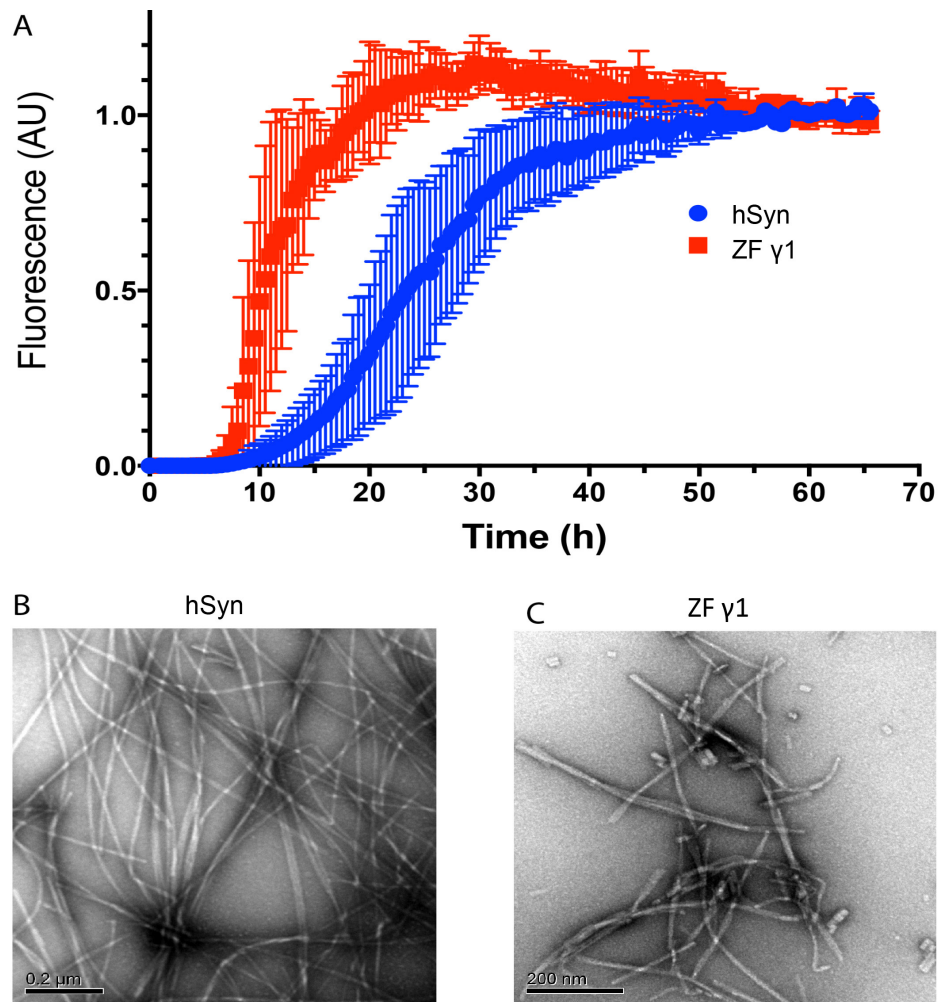 A
Fluorescence (AU)
1.0
0.5
0.0
0 10 20 30 40 50 60 70
Time (h)
hSyn
ZF γ1
B hSyn
C ZF γ1
0.2 µm
200 nm